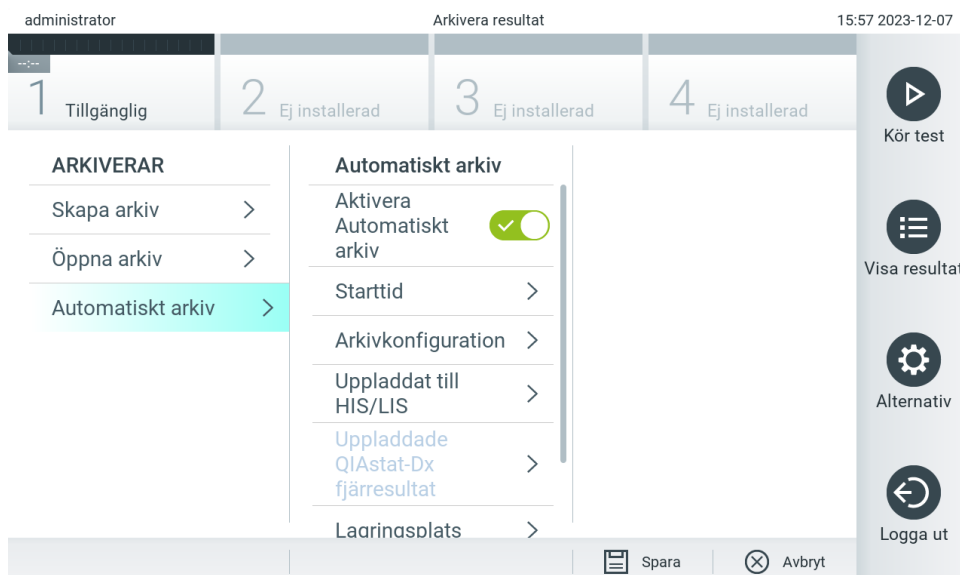 administrator
Arkivera resultat
15:57 2023-12-07
--:--
1 Tillgänglig
2 Ej installerad
3 Ej installerad
4 Ej installerad
Kör test
Visa resultat
Alternativ
Logga ut
ARKIVERAR
Skapa arkiv
Öppna arkiv
Automatiskt arkiv
Automatiskt arkiv
Aktivera
Automatiskt
arkiv
Starttid
Arkivkonfiguration
Uppladdat till
HIS/LIS
Uppladdade
QIAstat-Dx
fjärresultat
Lagringsplats
Spara
Avbryt